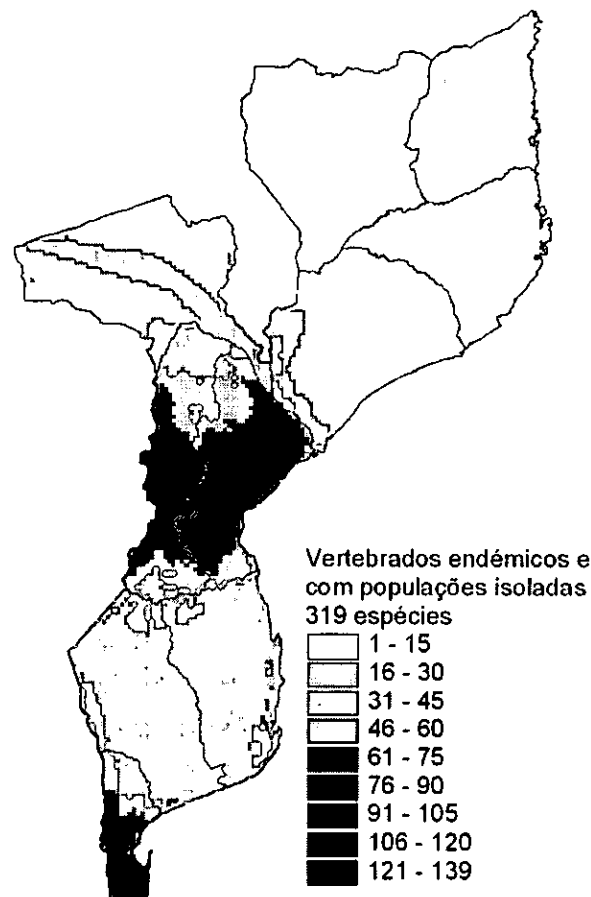 Vertebrados endémicos e
com populações isoladas
319 espécies
1 - 15
16 - 30
31 - 45
46 - 60
61 - 75
76 - 90
91 - 105
106 - 120
121 - 139